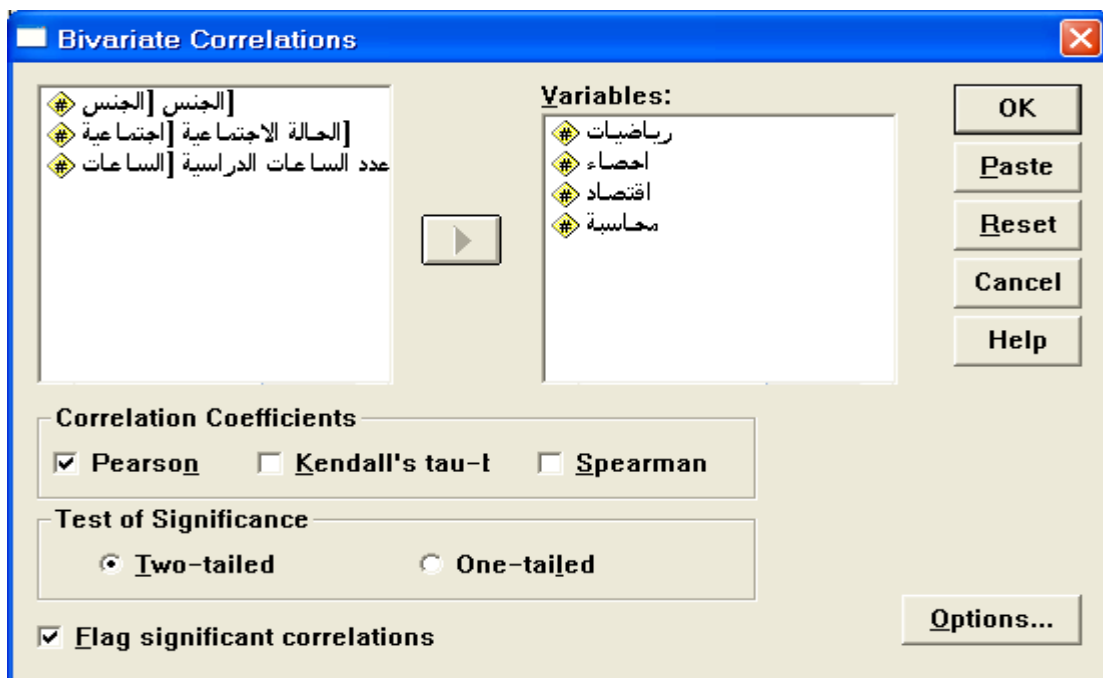 Bivariate Correlations
الجنس [الجنس]
الحالة الاجتماعية [اجتماعية]
عدد الساعات الدراسية [الساعات
Variables:
رياضيات
احصاء
اقتصاد
محاسبة
OK
Paste
Reset
Cancel
Help
Correlation Coefficients
Pearson
Kendall's tau-t
Spearman
Test of Significance
Two-tailed
One-tailed
Flag significant correlations
Options...